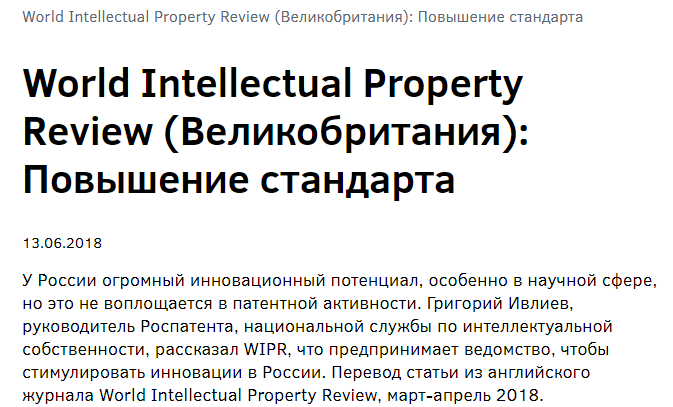 World Intellectual Property Review (Великобритания): Повышение стандарта
World Intellectual Property
Review (Великобритания):
Повышение стандарта
13.06.2018
У России огромный инновационный потенциал, особенно в научной сфере,
но это не воплощается в патентной активности. Григорий Ивлиев,
руководитель Роспатента, национальной службы по интеллектуальной
собственности, рассказал WIPR, что предпринимает ведомство, чтобы
стимулировать инновации в России. Перевод статьи из английского
журнала World Intellectual Property Review, март-апрель 2018.